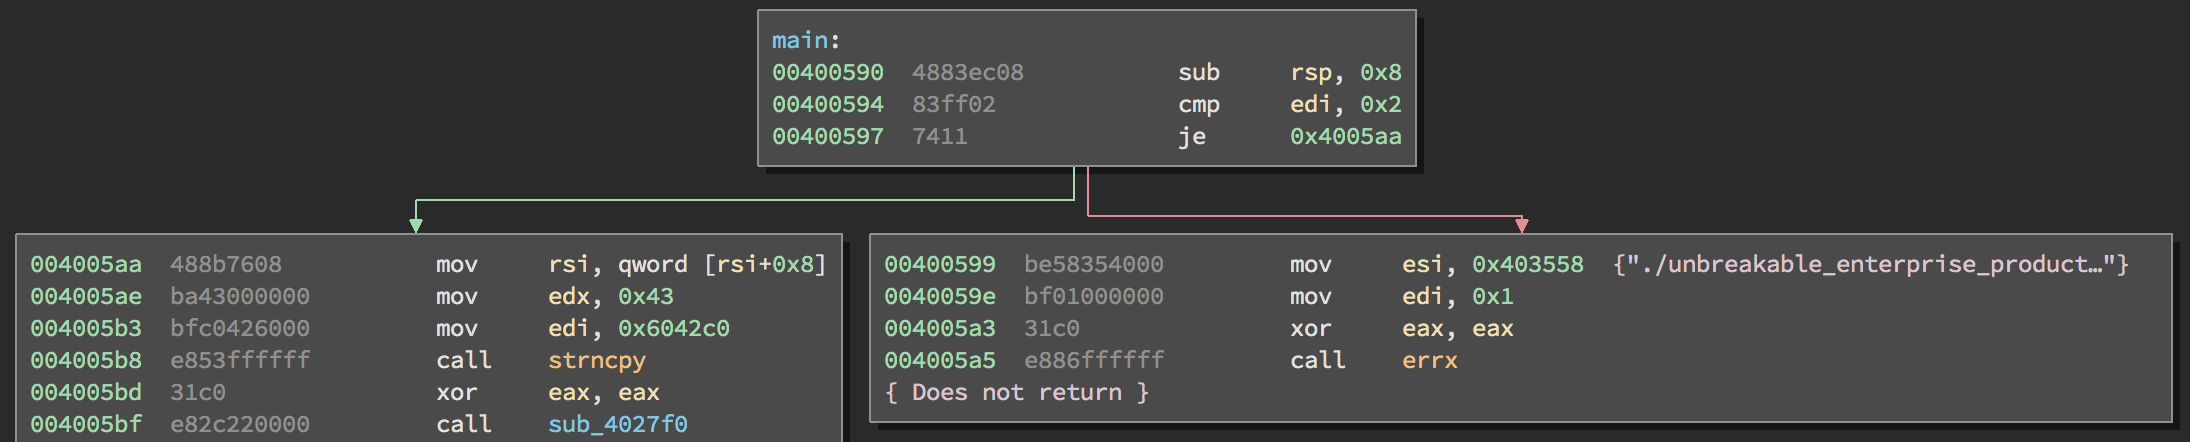 main:
00400590 4883ec08 sub rsp, 0x8
00400594 83ff02 cmp edi, 0x2
00400597 7411 je 0x4005aa
004005aa 488b7608 mov rsi, qword [rsi+0x8]
004005ae ba43000000 mov edx, 0x43
004005b3 bfc0426000 mov edi, 0x6042c0
004005b8 e853ffffff call strncpy
004005bd 31c0 xor eax, eax
004005bf e82c220000 call sub_4027f0
00400599 be58354000 mov esi, 0x403558 {"./unbreakable_enterprise_product…"}
0040059e bf01000000 mov edi, 0x1
004005a3 31c0 xor eax, eax
004005a5 e886ffffff call errx
{ Does not return }